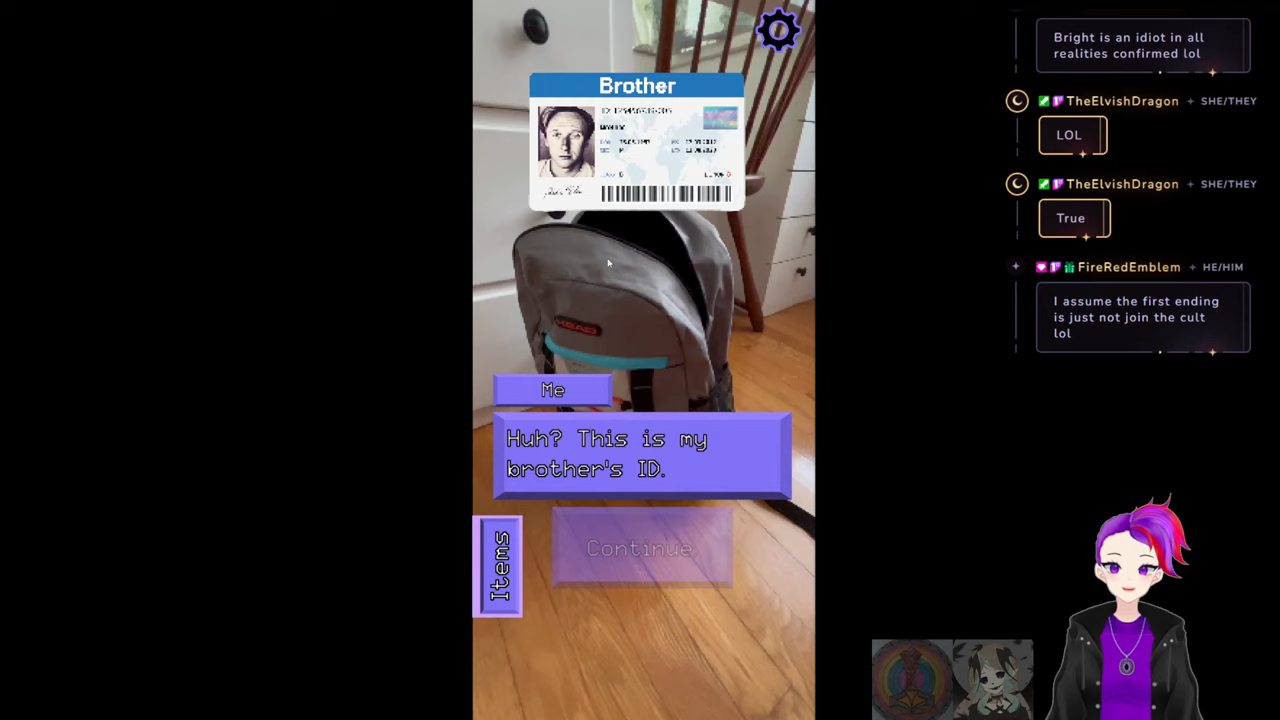 Brother
HEAD
Me
Huh? This is my
brother's ID.
Continue
Items
Bright is an idiot in all
realities confirmed lol
TheElvishDragon + SHE/THEY
LOL
TheElvishDragon + SHE/THEY
True
FireRedEmblem + HE/HIM
I assume the first ending
is just not join the cult
lol